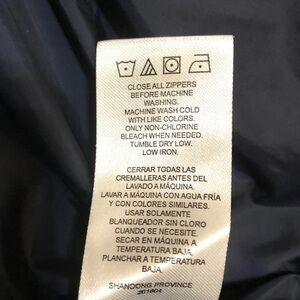 CLOSE ALL ZIPPERS
BEFORE MACHINE
WASHING.
MACHINE WASH COLD
WITH LIKE COLORS.
ONLY NON-CHLORINE
BLEACH WHEN NEEDED.
TUMBLE DRY LOW.
LOW IRON.
CERRAR TODAS LAS
CREMALLERAS ANTES DEL
LAVADO A MÁQUINA.
LAVAR A MÁQUINA CON AGUA FRÍA
Y CON COLORES SIMILARES.
USAR SOLAMENTE
BLANQUEADOR SIN CLORO
CUANDO SE NECESITE
SECAR EN MÁQUINA A
TEMPERATURA BAJA.
PLANCHAR A TEMPERATURA
BAJA.
SHANDONG PROVINCE
361804